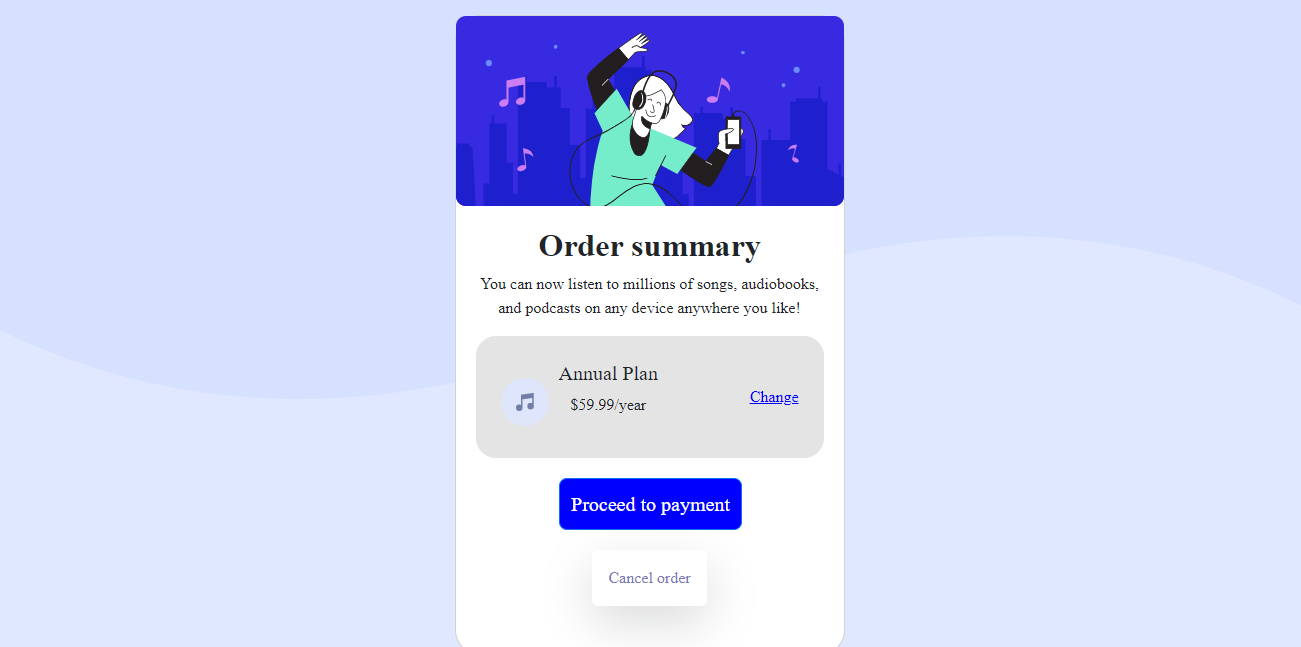 Order summary
You can now listen to millions of songs, audiobooks,
and podcasts on any device anywhere you like!
Annual Plan
$59.99/year
Change
Proceed to payment
Cancel order